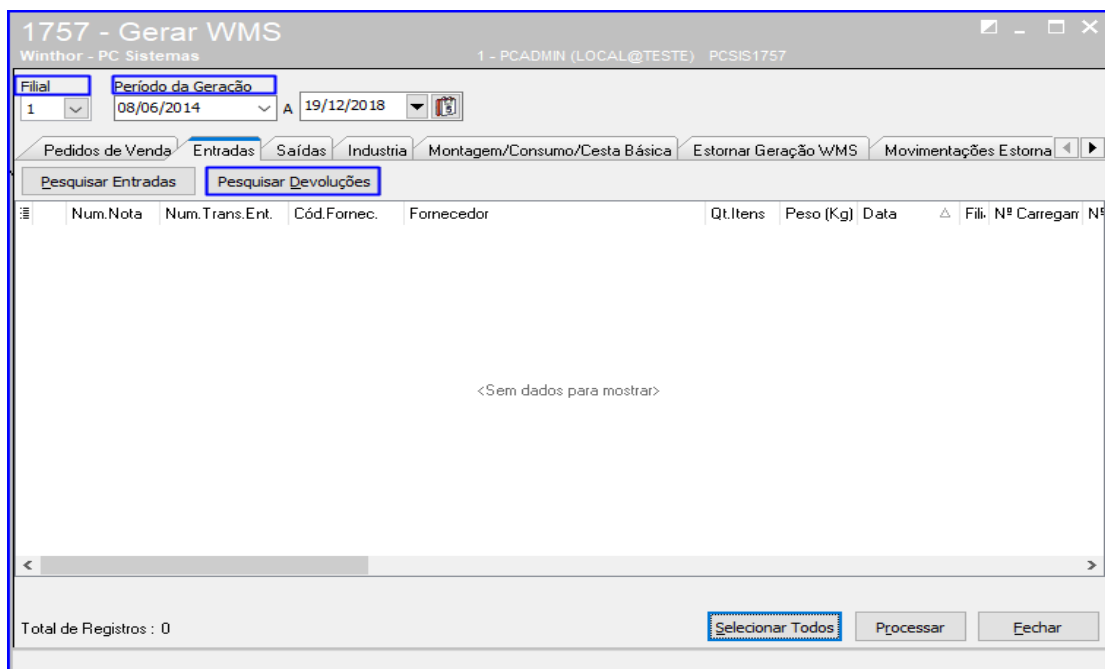 1757 - Gerar WMS
Winthor - PC Sistemas 1 - PCADMIN (LOCAL@TESTE) PCSIS1757
Filial Período da Geração
1 08/06/2014 A 19/12/2018
Pedidos de Venda Entradas Saídas Industria Montagem/Consumo/Cesta Básica Estornar Geração WMS Movimentações Estorna
Pesquisar Entradas Pesquisar Devoluções
Num.Nota Num.Trans.Ent. Cód.Fornec. Fornecedor Qt.Itens Peso (Kg) Data Fili. Nº Carregam Nº
<Sem dados para mostrar>
Total de Registros : 0 Selecionar Todos Processar Fechar